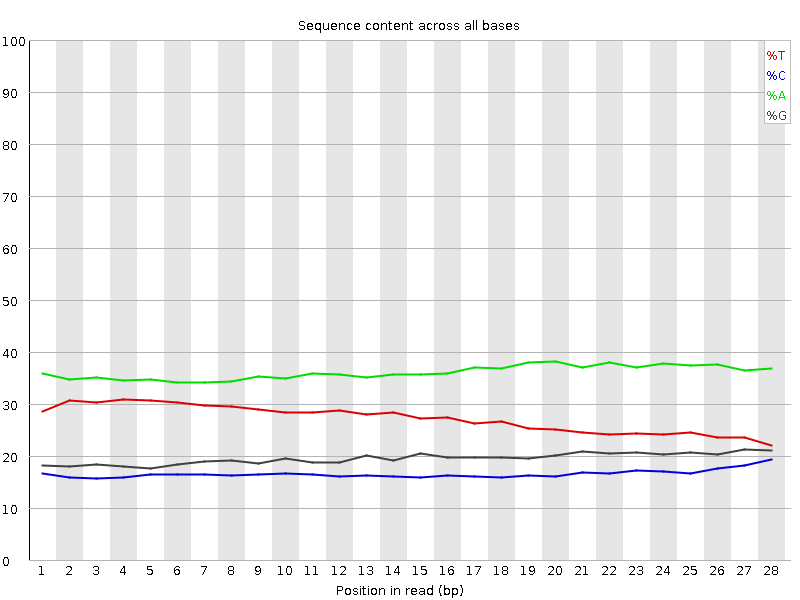 Sequence content across all bases
100
90
80
70
60
50
40
30
20
10
0
%T
%C
%A
%G
1 2 3 4 5 6 7 8 9 10 11 12 13 14 15 16 17 18 19 20 21 22 23 24 25 26 27 28
Position in read (bp)